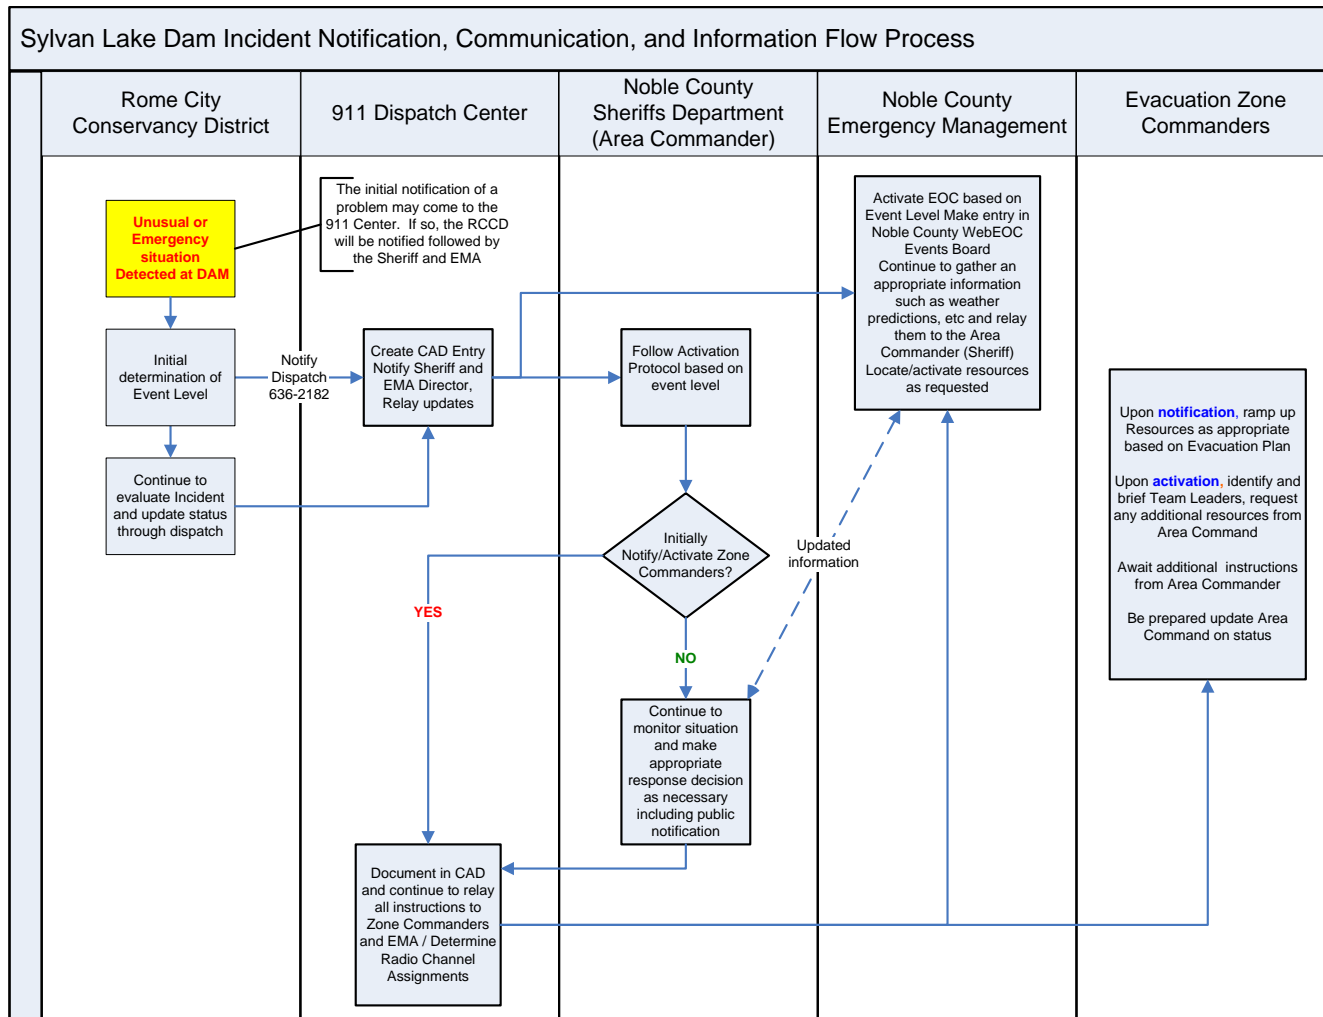 Sylvan Lake Dam Incident Notification, Communication, and Information Flow Process
Rome City
Conservancy District
911 Dispatch Center
Noble County
Sheriffs Department
(Area Commander)
Noble County
Emergency Management
Evacuation Zone
Commanders
Unusual or
Emergency
situation
Detected at DAM
The initial notification of a
problem may come to the
911 Center.  If so, the RCCD
will be notified followed by
the Sheriff and EMA
Initial
determination of
Event Level
Notify
Dispatch
636-2182
Continue to
evaluate Incident
and update status
through dispatch
Create CAD Entry
Notify Sheriff and
EMA Director,
Relay updates
Follow Activation
Protocol based on
event level
Activate EOC based on
Event Level Make entry in
Noble County WebEOC
Events Board
Continue to gather an
appropriate information
such as weather
predictions, etc and relay
them to the Area
Commander (Sheriff)
Locate/activate resources
as requested
Initially
Notify/Activate Zone
Commanders?
YES
NO
Updated
information
Continue to
monitor situation
and make
appropriate
response decision
as necessary
including public
notification
Document in CAD
and continue to relay
all instructions to
Zone Commanders
and EMA / Determine
Radio Channel
Assignments
Upon notification, ramp up
Resources as appropriate
based on Evacuation Plan
Upon activation, identify and
brief Team Leaders, request
any additional resources from
Area Command
Await additional  instructions
from Area Commander
Be prepared update Area
Command on status